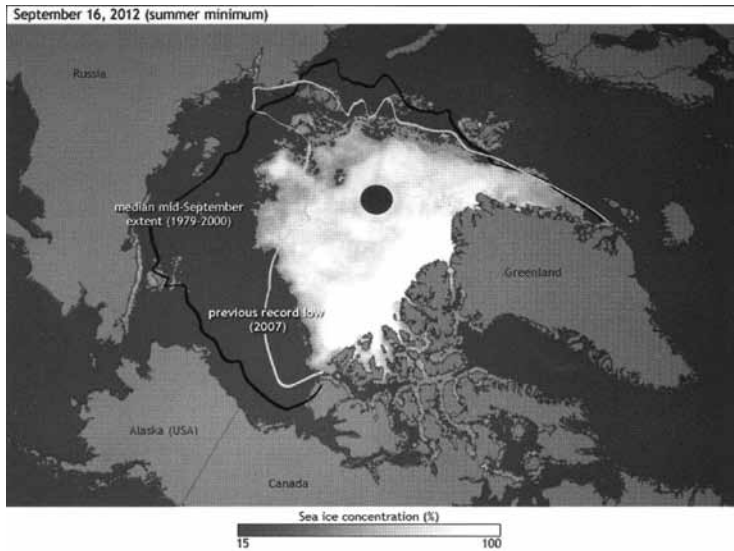 September 16, 2012 (summer minimum)
Russia
median mid-September
extent (1979-2000)
Greenland
previous record low
(2007)
Alaska (USA)
Canada
Sea ice concentration (%)
15 100